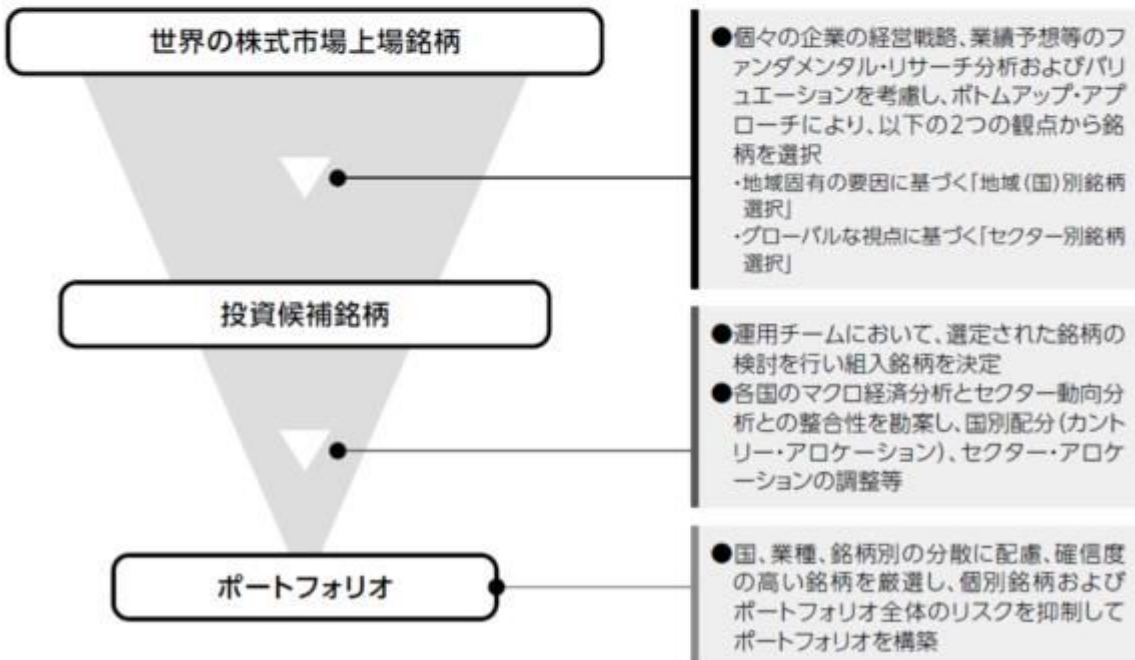 世界の株式市場上場銘柄
●個々の企業の経営戦略、業績予想等のフ
ァンダメンタル・リサーチ分析およびバリ
ュエーションを考慮し、ボトムアップ・アプ
ローチにより、以下の2つの観点から銘
柄を選択
・地域固有の要因に基づく「地域(国)別銘柄
選択」
・グローバルな視点に基づく「セクター別銘柄
選択」
投資候補銘柄
●運用チームにおいて、選定された銘柄の
検討を行い組入銘柄を決定
●各国のマクロ経済分析とセクター動向分
析との整合性を勘案し、国別配分(カント
リー・アロケーション)、セクター・アロケ
ーションの調整等
ポートフォリオ
●国、業種、銘柄別の分散に配慮、確信度
の高い銘柄を厳選し、個別銘柄および
ポートフォリオ全体のリスクを抑制して
ポートフォリオを構築